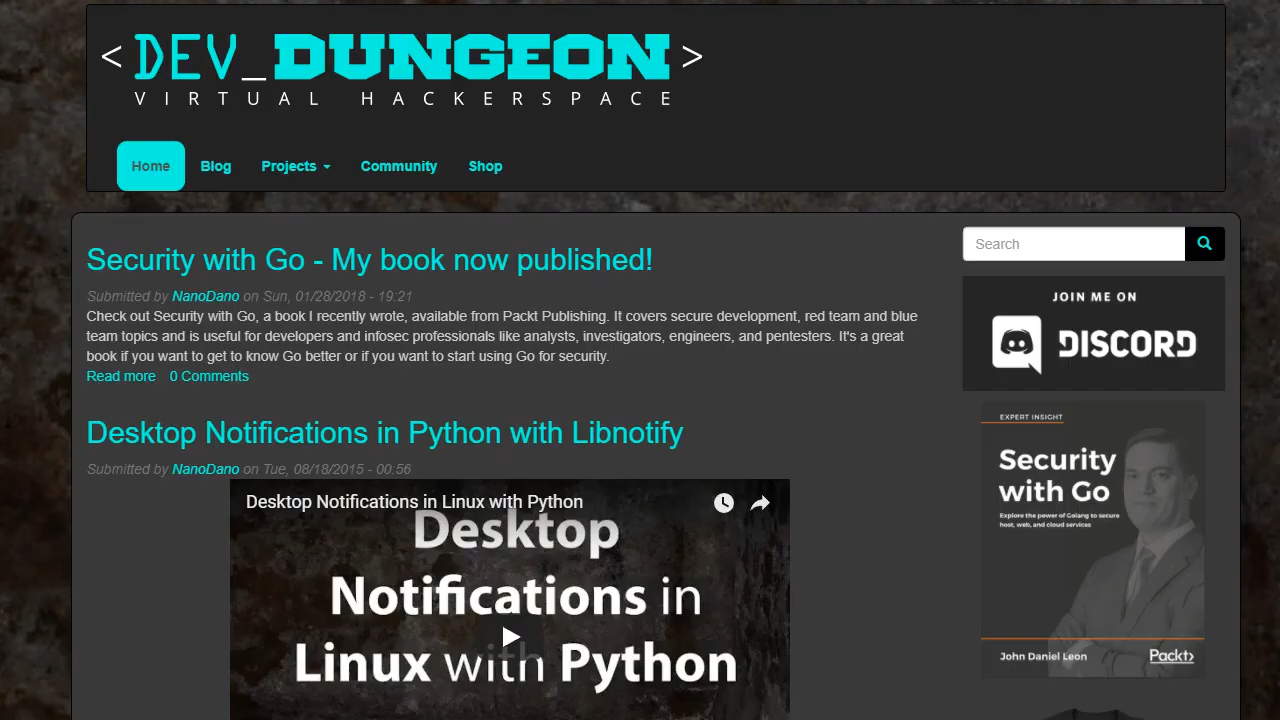 < DEV_DUNGEON >
VIRTUAL HACKERSPACE
Home Blog Projects Community Shop
Security with Go - My book now published!
Submitted by NanoDano on Sun, 01/28/2018 - 19:21
Check out Security with Go, a book I recently wrote, available from Packt Publishing. It covers secure development, red team and blue
team topics and is useful for developers and infosec professionals like analysts, investigators, engineers, and pentesters. It's a great
book if you want to get to know Go better or if you want to start using Go for security.
Read more 0 Comments
Desktop Notifications in Python with Libnotify
Submitted by NanoDano on Tue, 08/18/2015 - 00:56
Desktop Notifications in Linux with Python
Desktop
Notifications in
Linux with Python
Search
JOIN ME ON
DISCORD
EXPERT INSIGHT
Security
with Go
Explore the power of Golang to secure
host, web, and cloud services
John Daniel Leon
Packt>